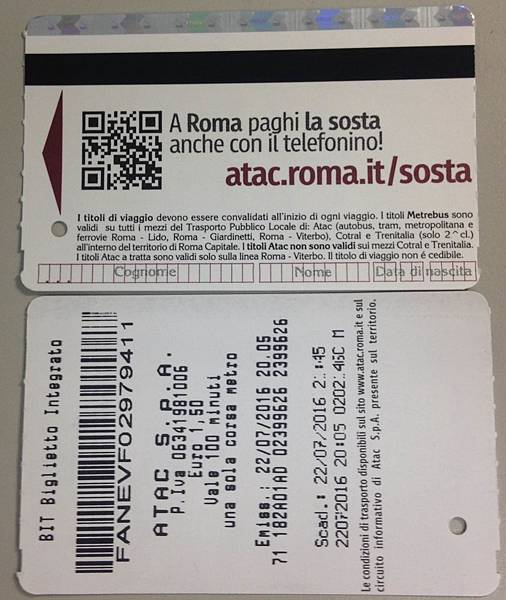 A Roma paghi la sosta
anche con il telefonino!
atac.roma.it/sosta
I titoli di viaggio devono essere convalidati all'inizio di ogni viaggio. I titoli Metrebus sono
validi su tutti i mezzi del Trasporto Pubblico Locale di: Atac (autobus, tram, metropolitana e
ferrovie Roma - Lido, Roma - Giardinetti, Roma - Viterbo), Cotral e Trenitalia (solo 2^cl.)
all'interno del territorio di Roma Capitale. I titoli Atac non sono validi sui mezzi Cotral e Trenitalia.
I titoli Atac a tratta sono validi solo sulla linea Roma - Viterbo. Il titolo di viaggio non é cedibile.
Cognome Nome Data di nascita
BIT Biglietto Integrato
FANEVF02979411
ATAC S.p.A.
P.Iva 06341981006
Euro 1,50
Vale 100 minuti
una sola corsa metro
Emiss.: 22/07/2016 20.05
71 182A01AD 02399626 2399626
Scad.: 22/07/2016 2:45
22072016 20:05 0202 M
Le condizioni di trasporto disponibili sul sito www.atac.roma.it e sul
circuito informativo di Atac S.p.A. presente sul territorio.